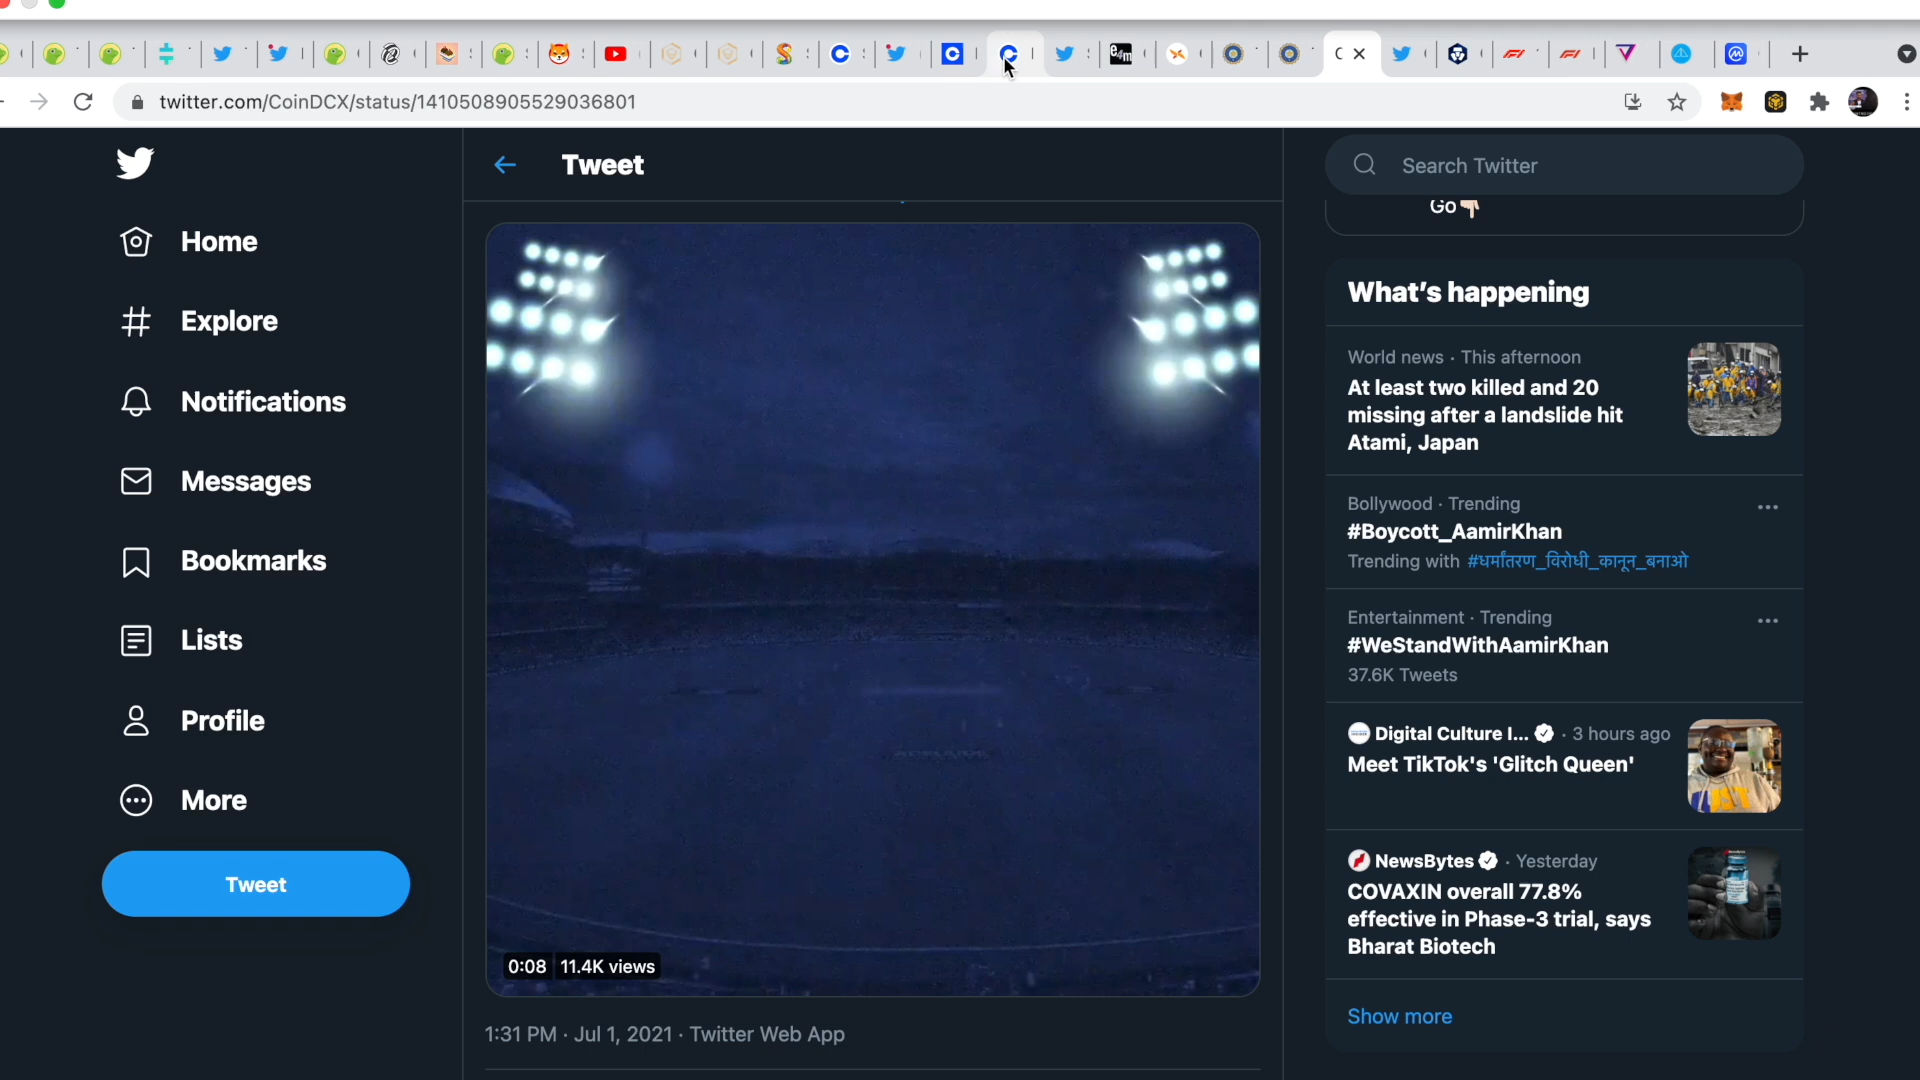 twitter.com/CoinDCX/status/1410508905529036801
Tweet
Search Twitter
Go👇🏻
Home
Explore
Notifications
Messages
Bookmarks
Lists
Profile
More
Tweet
0:08 11.4K views
1:31 PM · Jul 1, 2021 · Twitter Web App
What's happening
World news · This afternoon
At least two killed and 20
missing after a landslide hit
Atami, Japan
Bollywood · Trending
#Boycott_AamirKhan
Trending with #धर्मांतरण_विरोधी_कानून_बनाओ
Entertainment · Trending
#WeStandWithAamirKhan
37.6K Tweets
Digital Culture I... · 3 hours ago
Meet TikTok's 'Glitch Queen'
NewsBytes · Yesterday
COVAXIN overall 77.8%
effective in Phase-3 trial, says
Bharat Biotech
Show more